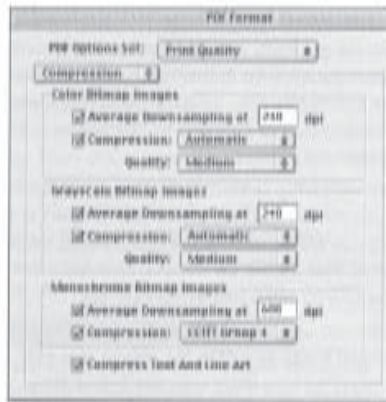 PDF Format
PDF Options Set: Print Quality
Compression
Color Bitmap Images
Average Downsampling at dpi
Compression: Automatic
Quality: Medium
Grayscale Bitmap Images
Average Downsampling at dpi
Compression: Automatic
Quality: Medium
Monochrome Bitmap Images
Average Downsampling at 600 dpi
Compression: CCITT Group 4
Compress Text And Line Art